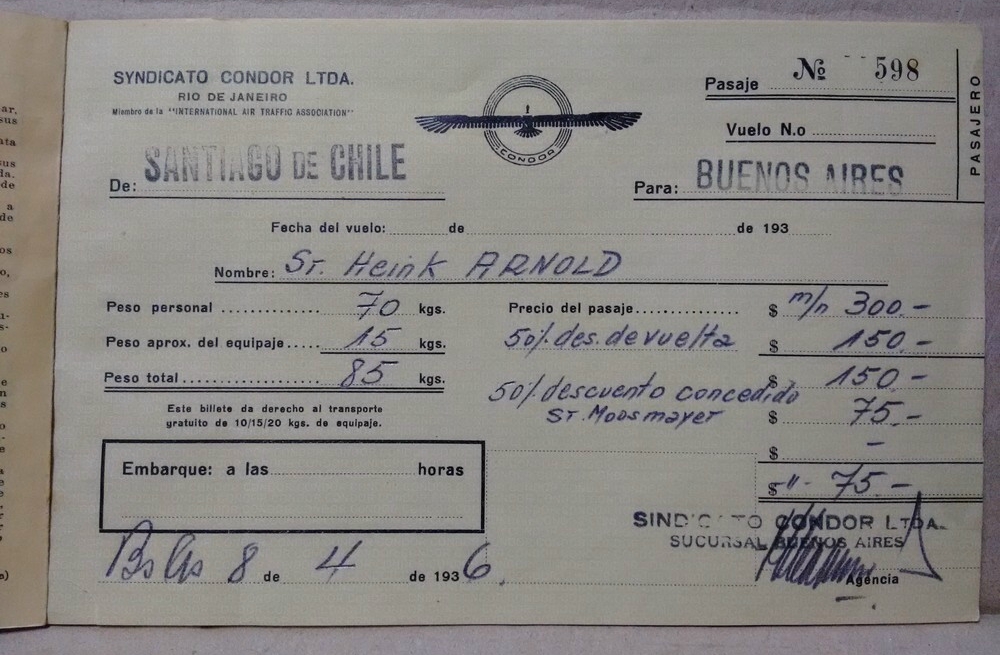 SYNDICATO CONDOR LTDA.
RIO DE JANEIRO
Miembro de la "INTERNATIONAL AIR TRAFFIC ASSOCIATION"
CONDOR
Pasaje No 598
Vuelo N.o
PASAJERO
De: SANTIAGO DE CHILE
Para: BUENOS AIRES
Fecha del vuelo: de de 193
Nombre: Sr. Heink ARNOLD
Peso personal 70 kgs.
Precio del pasaje $ m/n 300.-
Peso aprox. del equipaje 15 kgs.
50% des. de vuelta $ 150.-
Peso total 85 kgs.
$ 150.-
50% descuento concedido
Sr. Moosmayer $ 75.-
Este billete da derecho al transporte
gratuito de 10/15/20 kgs. de equipaje.
$ -
Embarque: a las horas
$ " 75.-
SINDICATO CONDOR LTDA.
SUCURSAL BUENOS AIRES
Agencia
Bs As 8 de 4 de 1936.